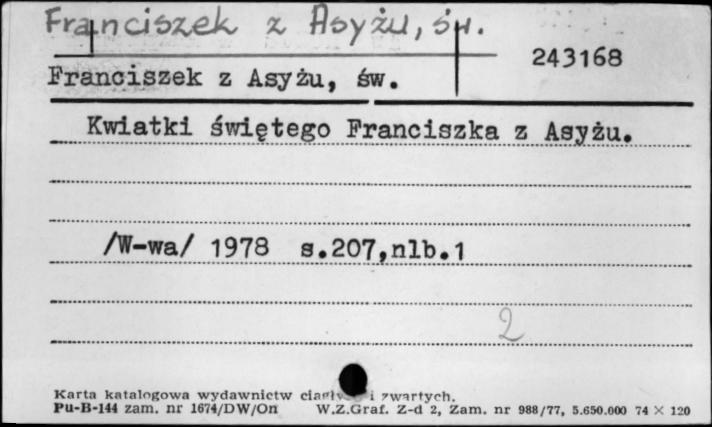 Franciszek z Asyżu, św.
243168
Franciszek z Asyżu, św.
Kwiatki świętego Franciszka z Asyżu.
/W-wa/ 1978 s.207,nlb.1
2
Karta katalogowa wydawnictw i zwartych.
Pu-B-144 zam. nr 1674/DW/On W.Z.Graf. Z-d 2, Zam. nr 988/77, 5.650.000 74 × 120